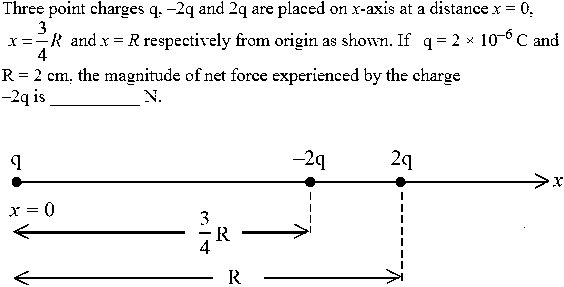 Three point charges q, –2q and 2q are placed on x-axis at a distance x = 0,
x = 3/4 R and x = R respectively from origin as shown. If q = 2 × 10⁻⁶ C and
R = 2 cm, the magnitude of net force experienced by the charge
–2q is __________ N.
q –2q 2q
x
x = 0
3/4 R
R